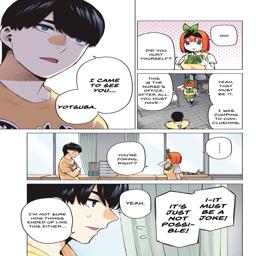 OH!
DID YOU
HURT
YOURSELF?
I CAME
TO SEE
YOU...
YOTSUBA.
YEAH.
THAT
MUST
BE IT.
THIS
IS THE
NURSE'S
OFFICE,
AFTER ALL.
YOU MUST
HAVE...
I WAS
JUMPING
TO CON-
CLUSIONS.
...
YOU'RE
JOKING,
RIGHT?
I-IT
MUST BE
A JOKE!
IT'S
JUST
NOT
POSSI-
BLE!
YEAH.
I'M NOT SURE
HOW THINGS
ENDED UP LIKE
THIS EITHER...